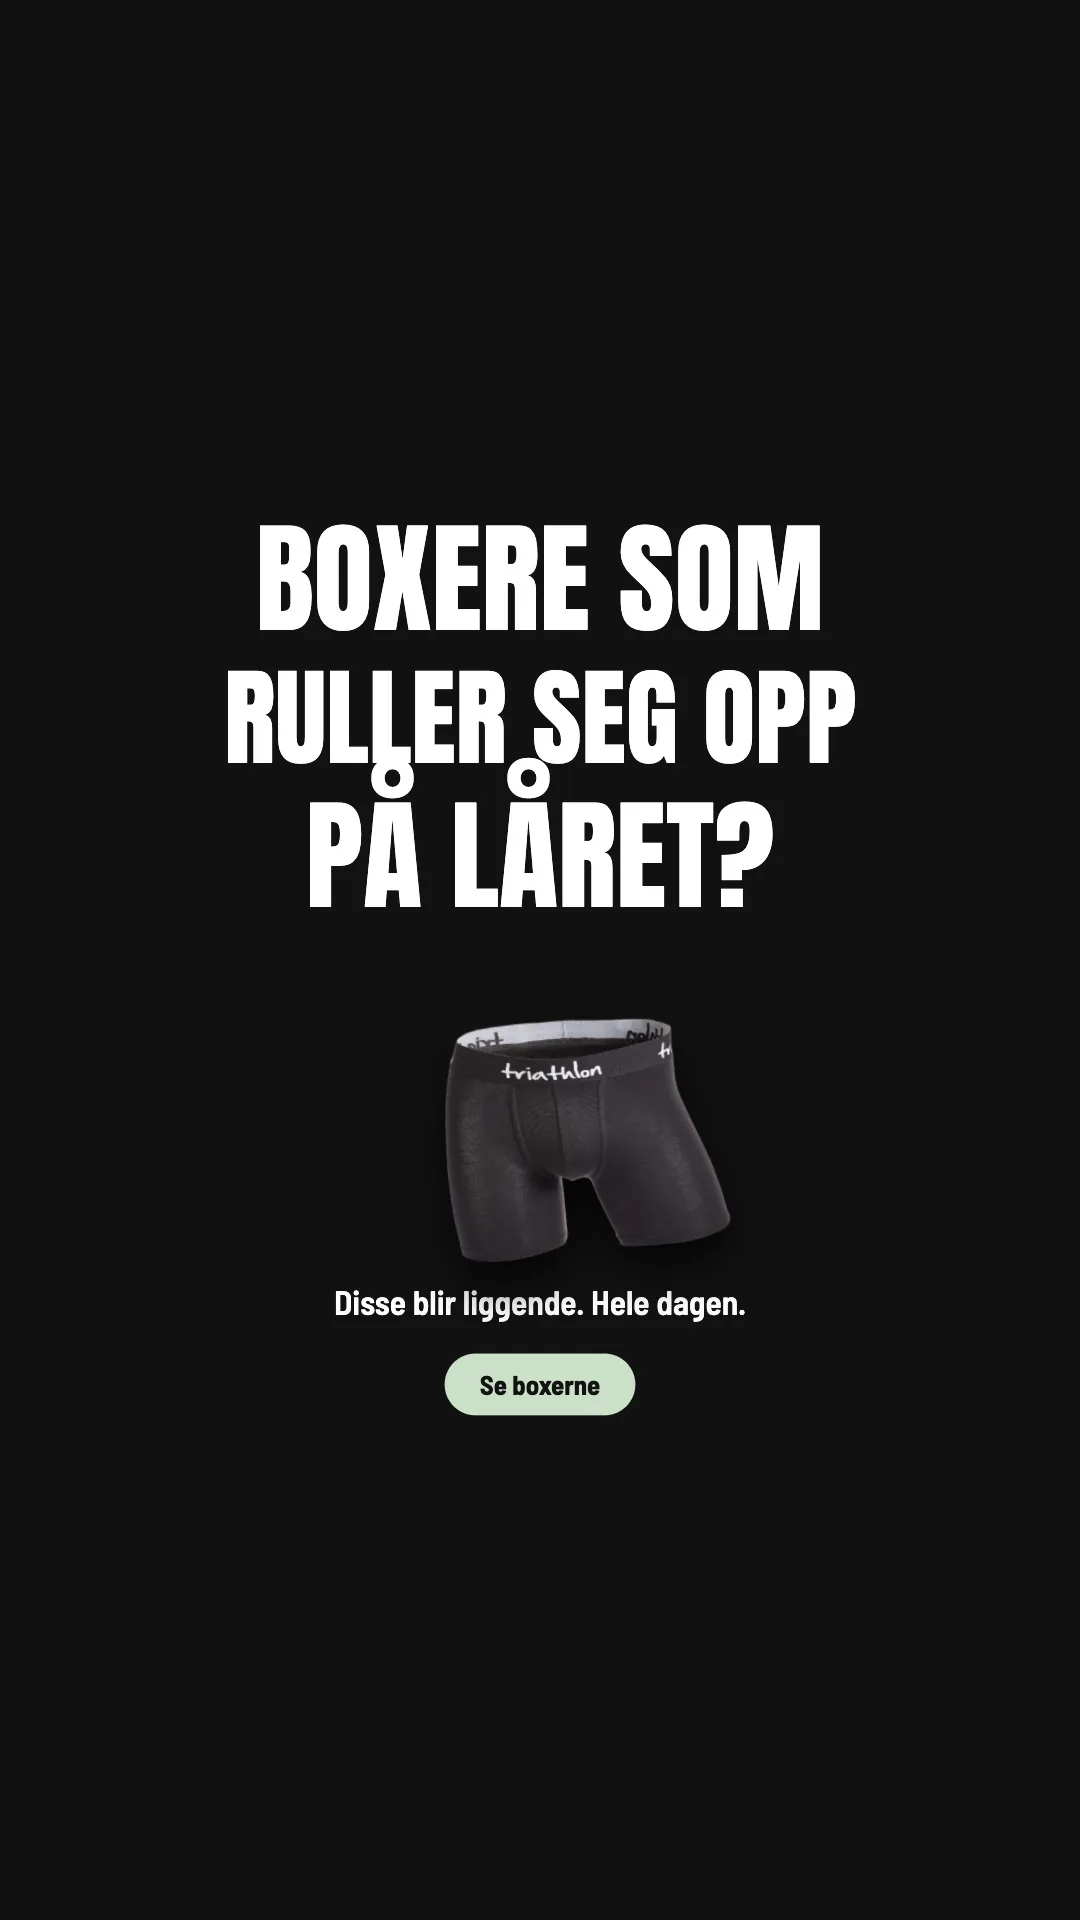 BOXERE SOM
RULLER SEG OPP
PÅ LÅRET?
triathlon
Disse blir liggende. Hele dagen.
Se boxerne